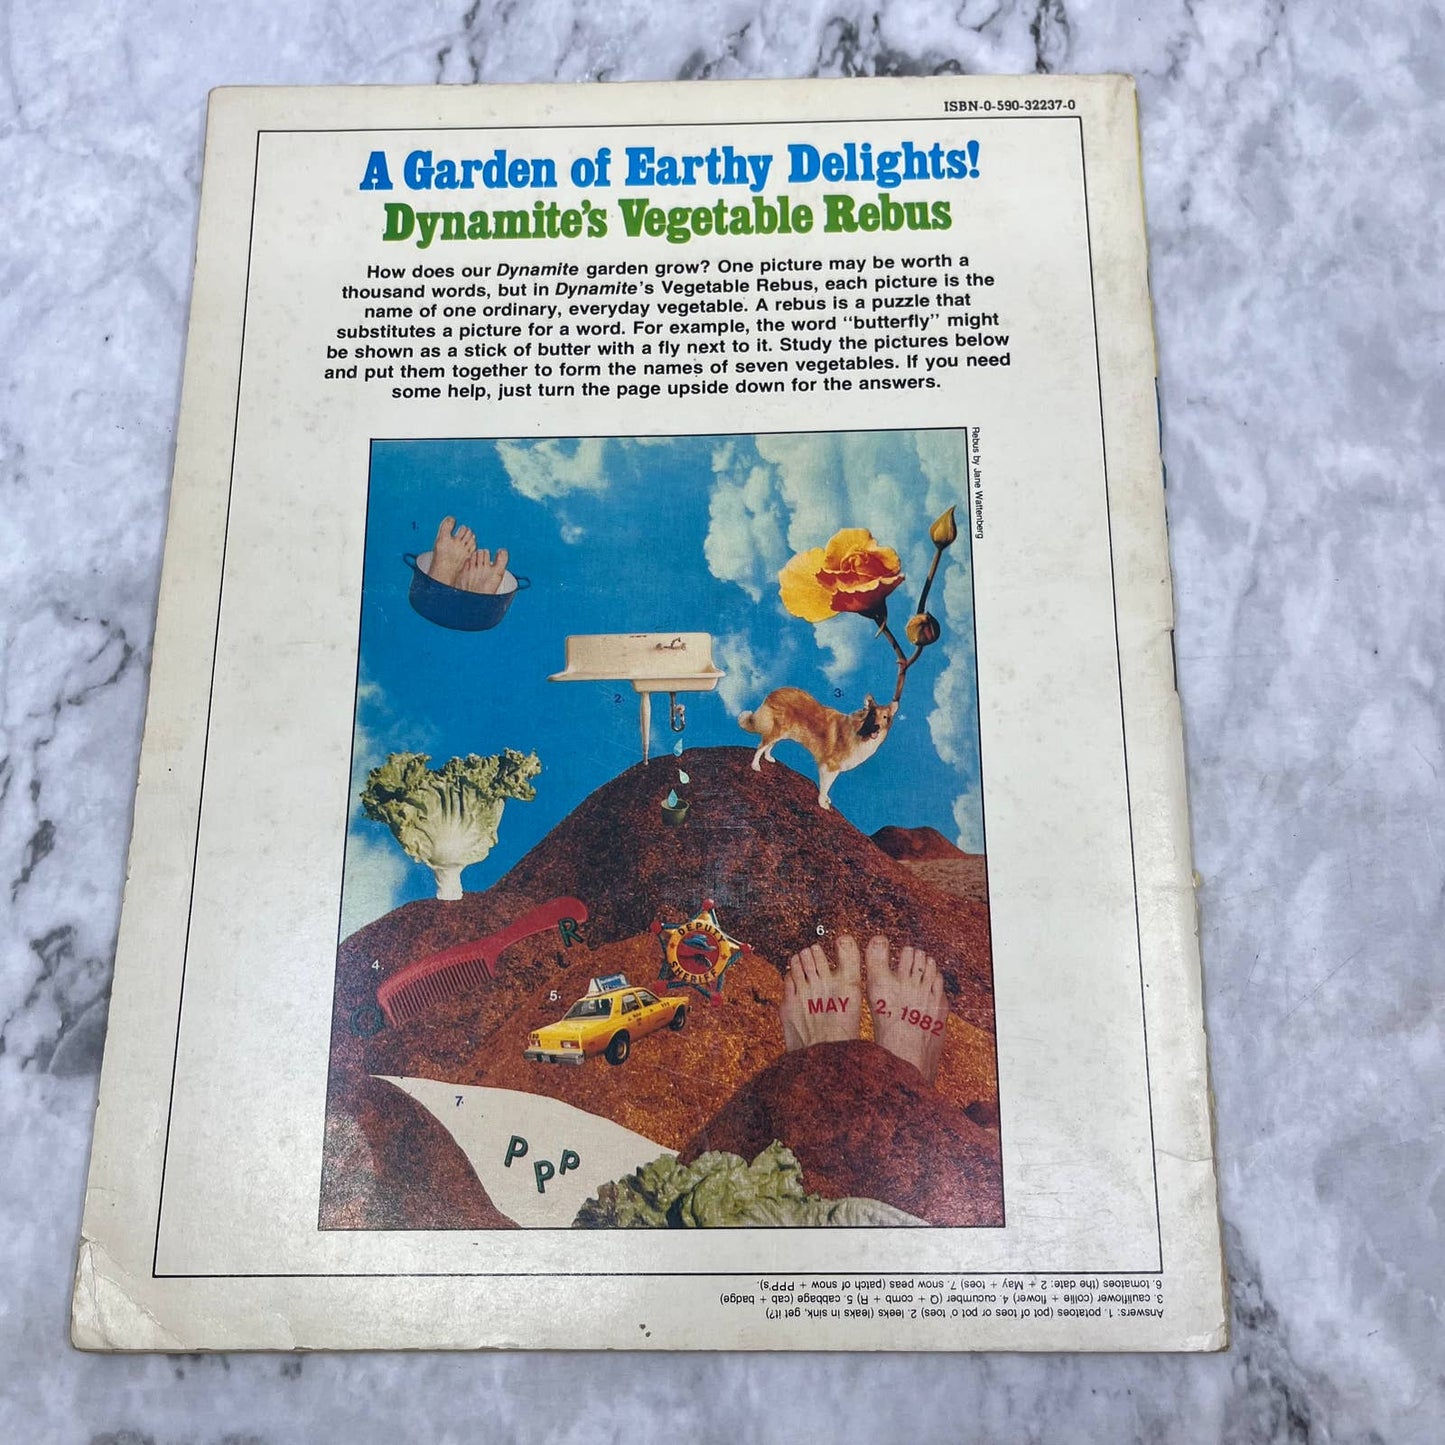 ISBN-0-590-32237-0
A Garden of Earthy Delights!
Dynamite's Vegetable Rebus
How does our Dynamite garden grow? One picture may be worth a
thousand words, but in Dynamite's Vegetable Rebus, each picture is the
name of one ordinary, everyday vegetable. A rebus is a puzzle that
substitutes a picture for a word. For example, the word "butterfly" might
be shown as a stick of butter with a fly next to it. Study the pictures below
and put them together to form the names of seven vegetables. If you need
some help, just turn the page upside down for the answers.
Rebus by Jane Wattenberg
1.
2.
3.
4.
Q
R
5.
DEPUTY
SHERIFF
6.
MAY 2, 1982
7.
P P P
Answers: 1. potatoes (pot of toes or pot o' toes) 2. leeks (leaks in sink, get it?)
3. cauliflower (collie + flower) 4. cucumber (Q + comb + R) 5. cabbage (cab + badge)
6. tomatoes (the date: 2 + May + toes) 7. snow peas (patch of snow + PPP's).